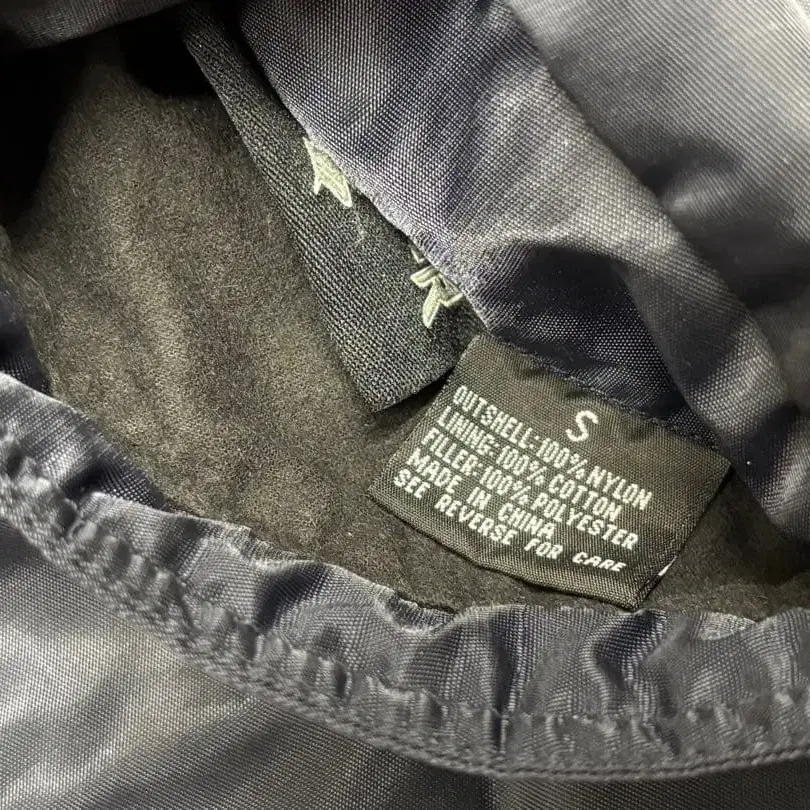 S
OUTSHELL:100%NYLON
LINING:100% COTTON
FILLER:100%POLYESTER
MADE IN CHINA
SEE REVERSE FOR CARE